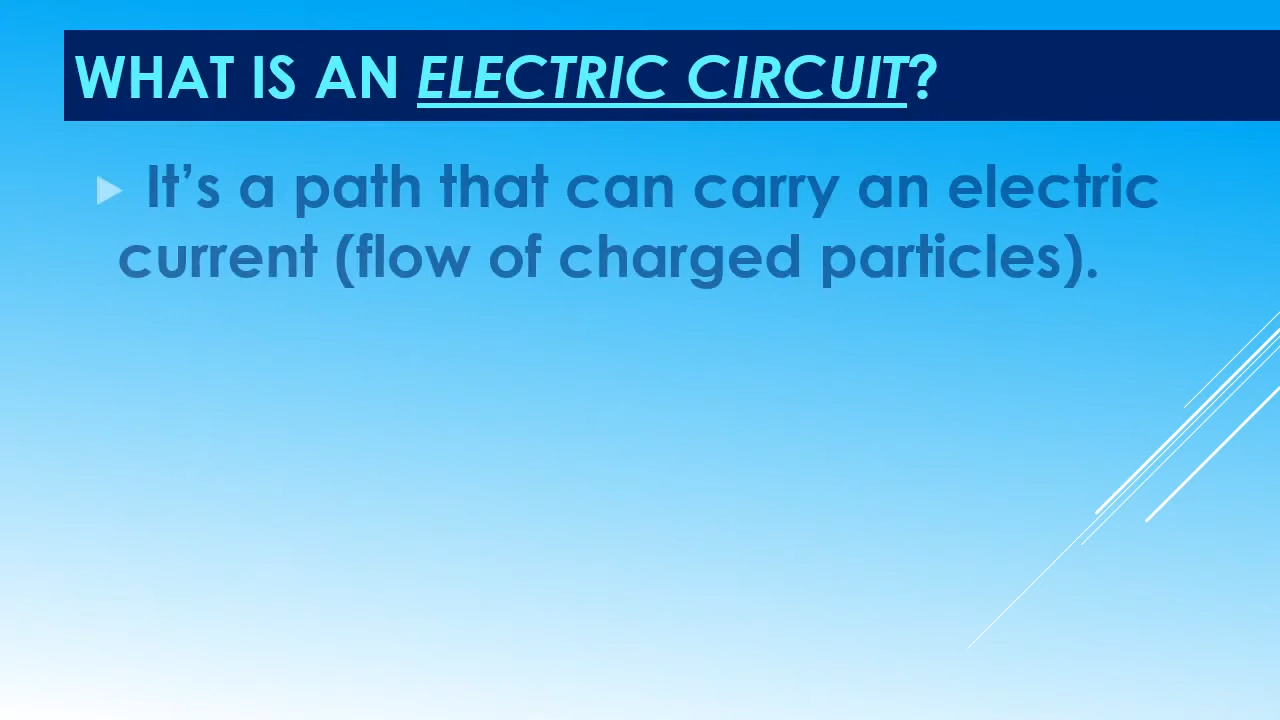 WHAT IS AN ELECTRIC CIRCUIT?
It’s a path that can carry an electric
current (flow of charged particles).